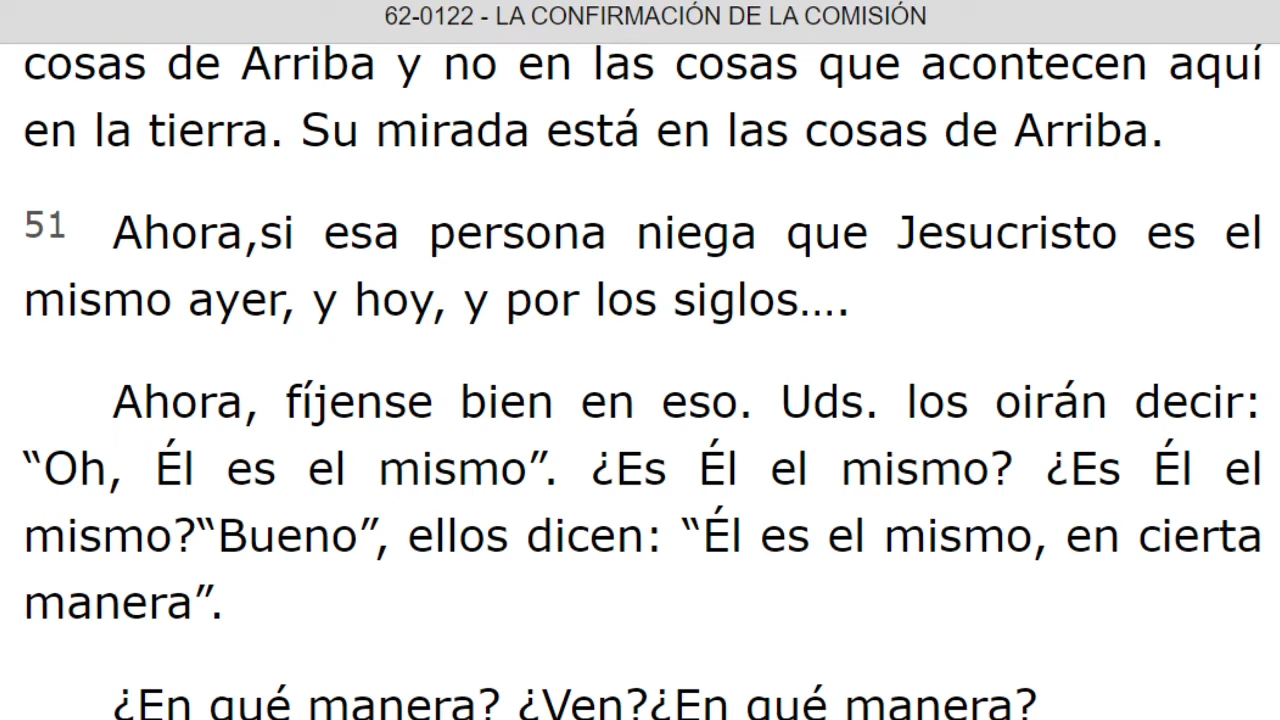 62-0122 - LA CONFIRMACIÓN DE LA COMISIÓN
cosas de Arriba y no en las cosas que acontecen aquí
en la tierra. Su mirada está en las cosas de Arriba.
51 Ahora,si esa persona niega que Jesucristo es el
mismo ayer, y hoy, y por los siglos….
Ahora, fíjense bien en eso. Uds. los oirán decir:
“Oh, Él es el mismo”. ¿Es Él el mismo? ¿Es Él el
mismo?“Bueno”, ellos dicen: “Él es el mismo, en cierta
manera”.
¿En qué manera? ¿Ven?¿En qué manera?